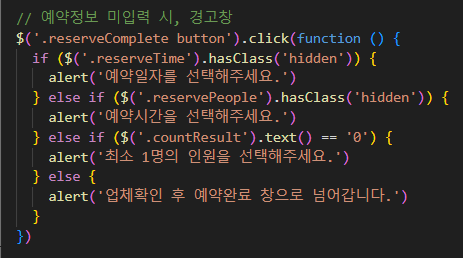 // 예약정보 미입력 시, 경고창
$('.reserveComplete button').click(function () {
  if ($('.reserveTime').hasClass('hidden')) {
    alert('예약일자를 선택해주세요.')
  } else if ($('.reservePeople').hasClass('hidden')) {
    alert('예약시간을 선택해주세요.')
  } else if ($('.countResult').text() == '0') {
    alert('최소 1명의 인원을 선택해주세요.')
  } else {
    alert('업체확인 후 예약완료 창으로 넘어갑니다.')
  }
})